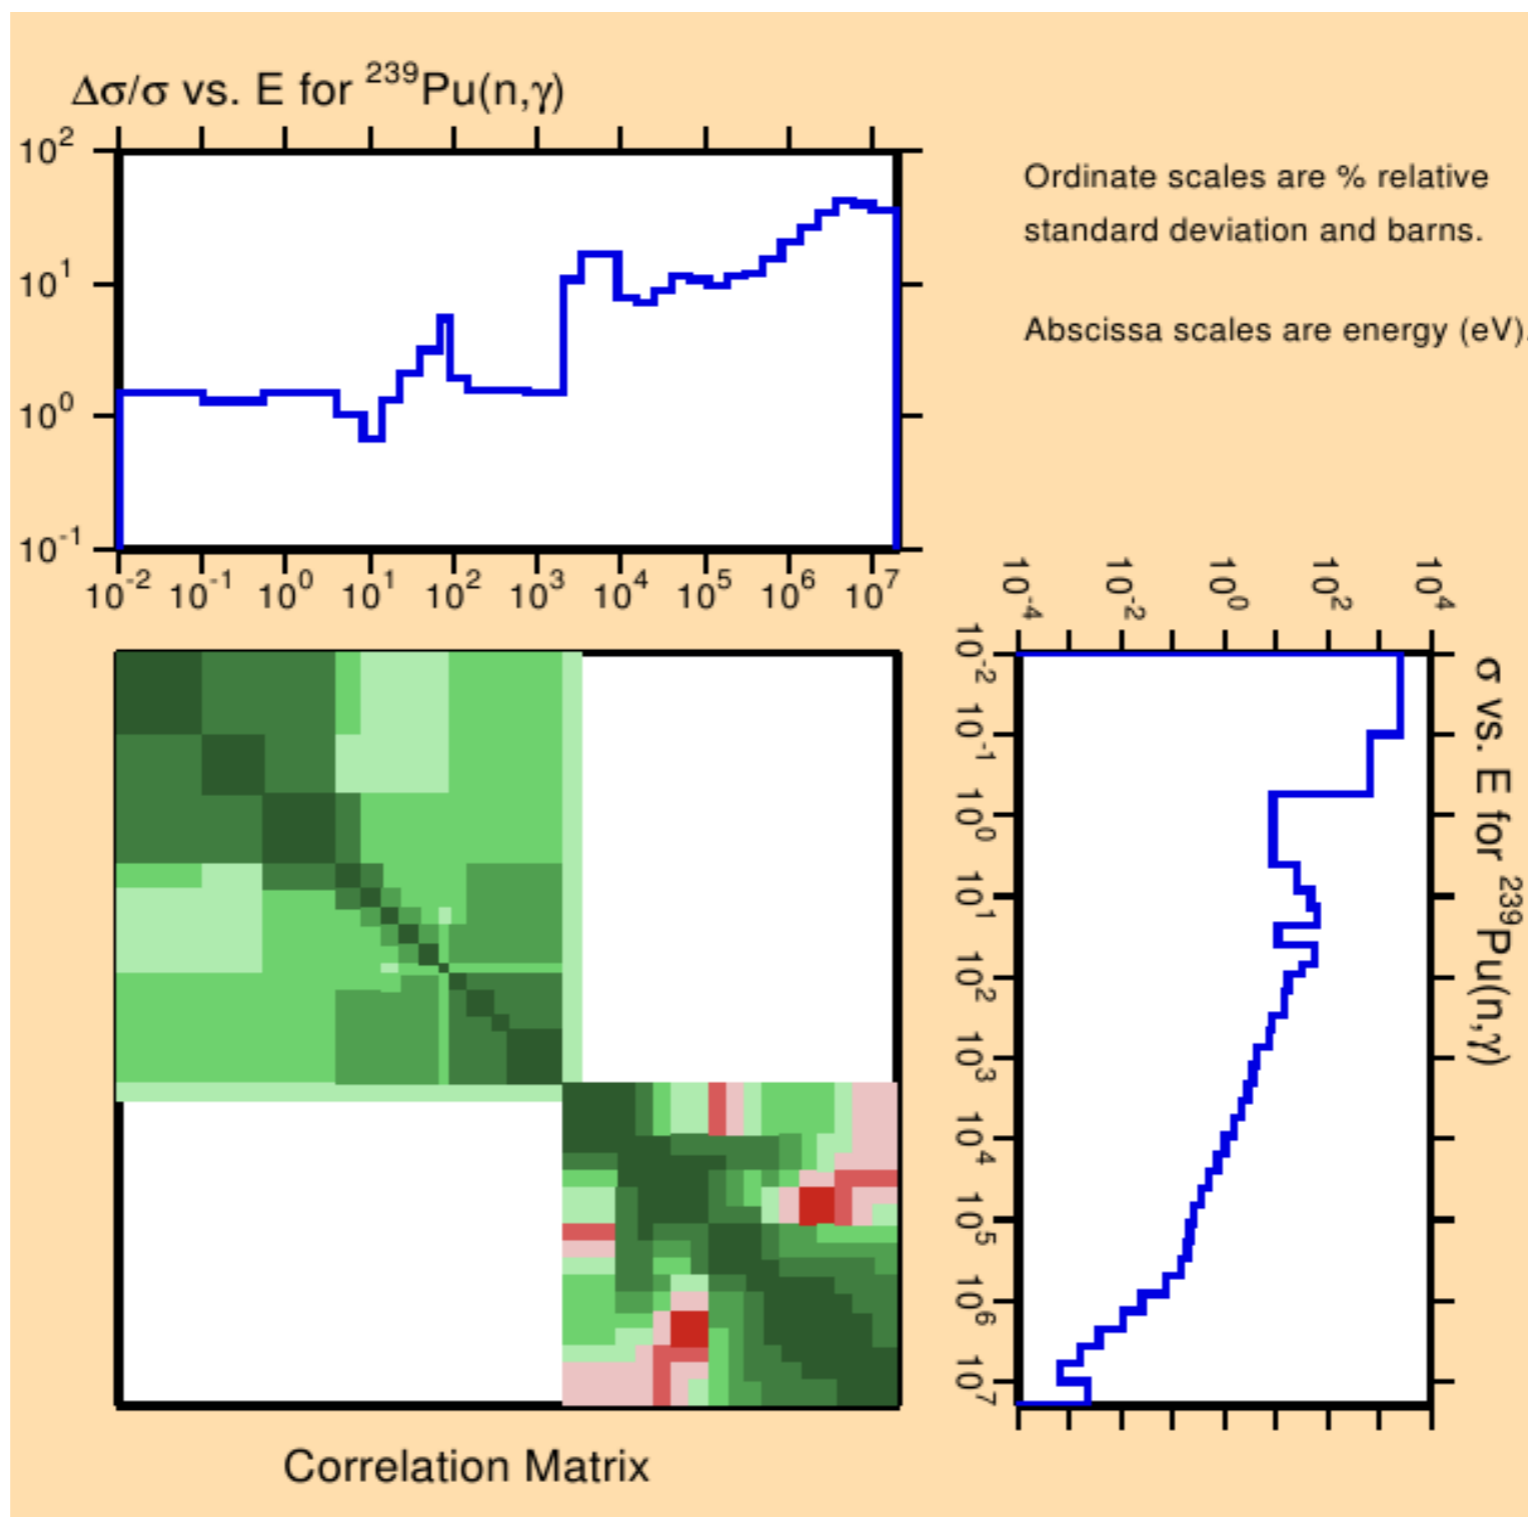 Δσ/σ vs. E for ²³⁹Pu(n,γ)
10²
10¹
10⁰
10⁻¹
10⁻² 10⁻¹ 10⁰ 10¹ 10² 10³ 10⁴ 10⁵ 10⁶ 10⁷
Ordinate scales are % relative
standard deviation and barns.
Abscissa scales are energy (eV).
10⁻⁴ 10⁻² 10⁰ 10² 10⁴
10⁻² 10⁻¹ 10⁰ 10¹ 10² 10³ 10⁴ 10⁵ 10⁶ 10⁷
σ vs. E for ²³⁹Pu(n,γ)
Correlation Matrix